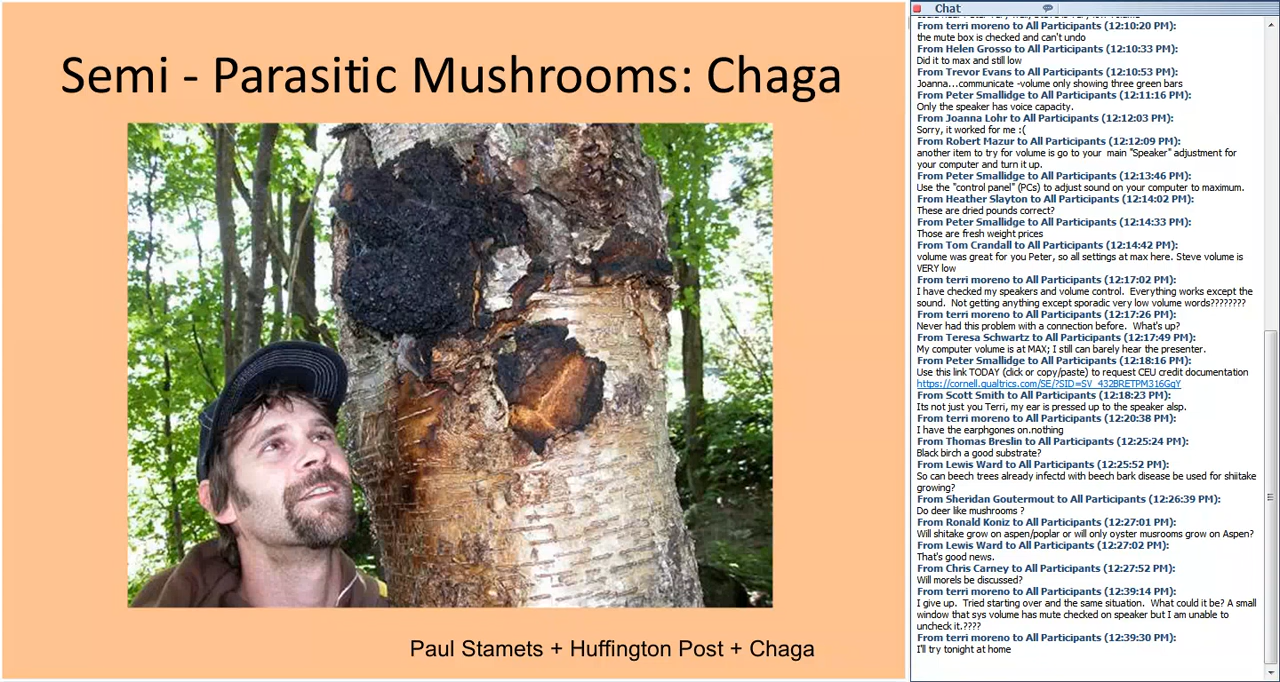 Semi - Parasitic Mushrooms: Chaga
Paul Stamets + Huffington Post + Chaga
Chat
From terri moreno to All Participants (12:10:20 PM):
the mute box is checked and can't undo
From Helen Grosso to All Participants (12:10:33 PM):
Did it to max and still low
From Trevor Evans to All Participants (12:10:53 PM):
Joanna...communicate -volume only showing three green bars
From Peter Smallidge to All Participants (12:11:16 PM):
Only the speaker has voice capacity.
From Joanna Lohr to All Participants (12:12:03 PM):
Sorry, it worked for me :(
From Robert Mazur to All Participants (12:12:09 PM):
another item to try for volume is go to your  main "Speaker" adjustment for
your computer and turn it up.
From Peter Smallidge to All Participants (12:13:46 PM):
Use the "control panel" (PCs) to adjust sound on your computer to maximum.
From Heather Slayton to All Participants (12:14:02 PM):
These are dried pounds correct?
From Peter Smallidge to All Participants (12:14:33 PM):
Those are fresh weight prices
From Tom Crandall to All Participants (12:14:42 PM):
volume was great for you Peter, so all settings at max here. Steve volume is
VERY low
From terri moreno to All Participants (12:17:02 PM):
I have checked my speakers and volume control.  Everything works except the
sound.  Not getting anything except sporadic very low volume words????????
From terri moreno to All Participants (12:17:26 PM):
Never had this problem with a connection before.  What's up?
From Teresa Schwartz to All Participants (12:17:49 PM):
My computer volume is at MAX; I still can barely hear the presenter.
From Peter Smallidge to All Participants (12:18:16 PM):
Use this link TODAY (click or copy/paste) to request CEU credit documentation
https://cornell.qualtrics.com/SE/?SID=SV_432BRETPM316GqY
From Scott Smith to All Participants (12:18:23 PM):
Its not just you Terri, my ear is pressed up to the speaker alsp.
From terri moreno to All Participants (12:20:38 PM):
I have the earphgones on.nothing
From Thomas Breslin to All Participants (12:25:24 PM):
Black birch a good substrate?
From Lewis Ward to All Participants (12:25:52 PM):
So can beech trees already infectd with beech bark disease be used for shiitake
growing?
From Sheridan Goutermout to All Participants (12:26:39 PM):
Do deer like mushrooms ?
From Ronald Koniz to All Participants (12:27:01 PM):
Will shitake grow on aspen/poplar or will only oyster musrooms grow on Aspen?
From Lewis Ward to All Participants (12:27:02 PM):
That's good news.
From Chris Carney to All Participants (12:27:52 PM):
Will morels be discussed?
From terri moreno to All Participants (12:39:14 PM):
I give up.  Tried starting over and the same situation.  What could it be? A small
window that sys volume has mute checked on speaker but I am unable to
uncheck it.????
From terri moreno to All Participants (12:39:30 PM):
I'll try tonight at home